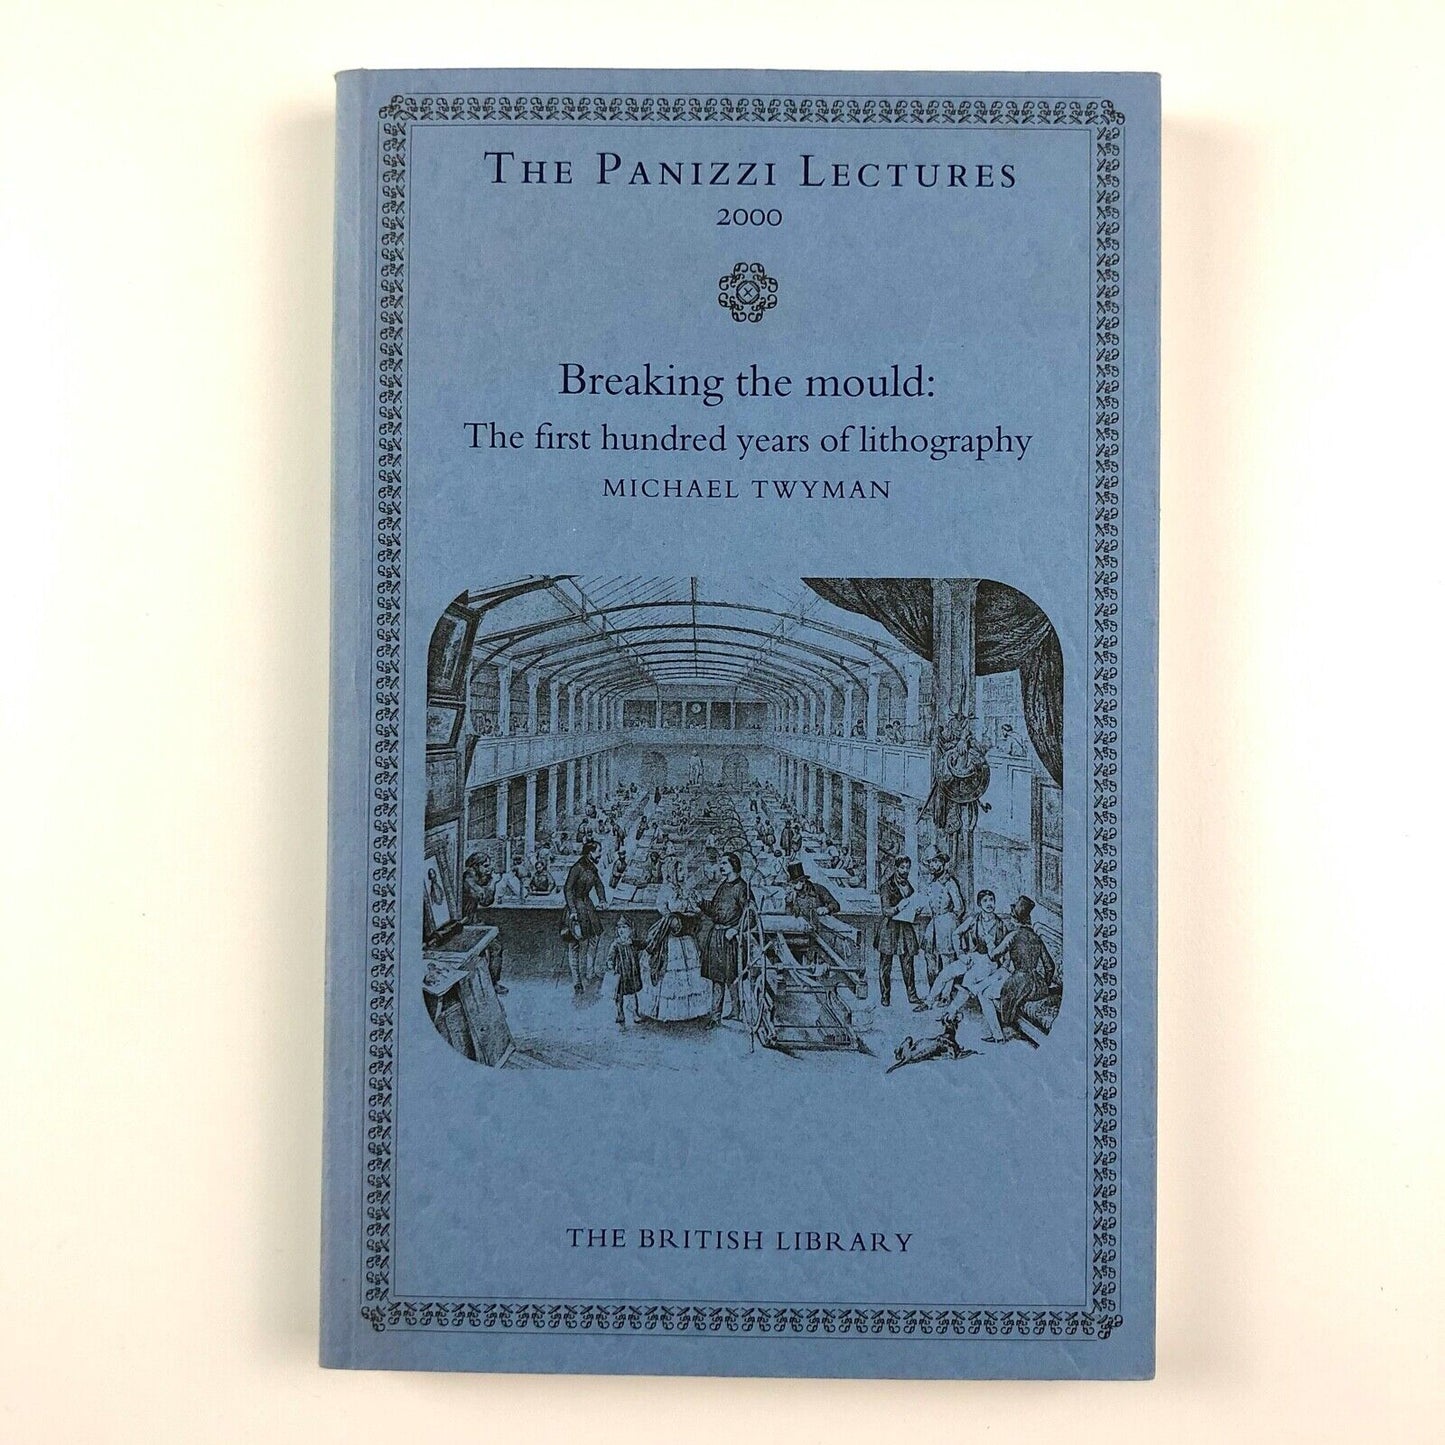 THE PANIZZI LECTURES
2000
Breaking the mould:
The first hundred years of lithography
MICHAEL TWYMAN
THE BRITISH LIBRARY